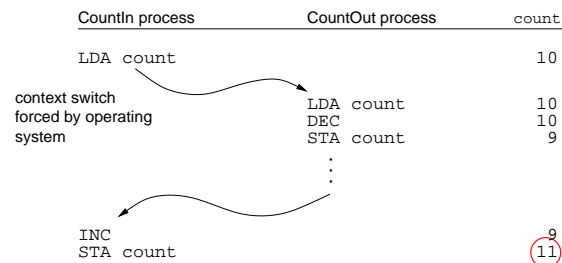 CountIn process CountOut process count
LDA count 10
context switch
forced by operating
system
LDA count 10
DEC 10
STA count 9
INC 9
STA count 11